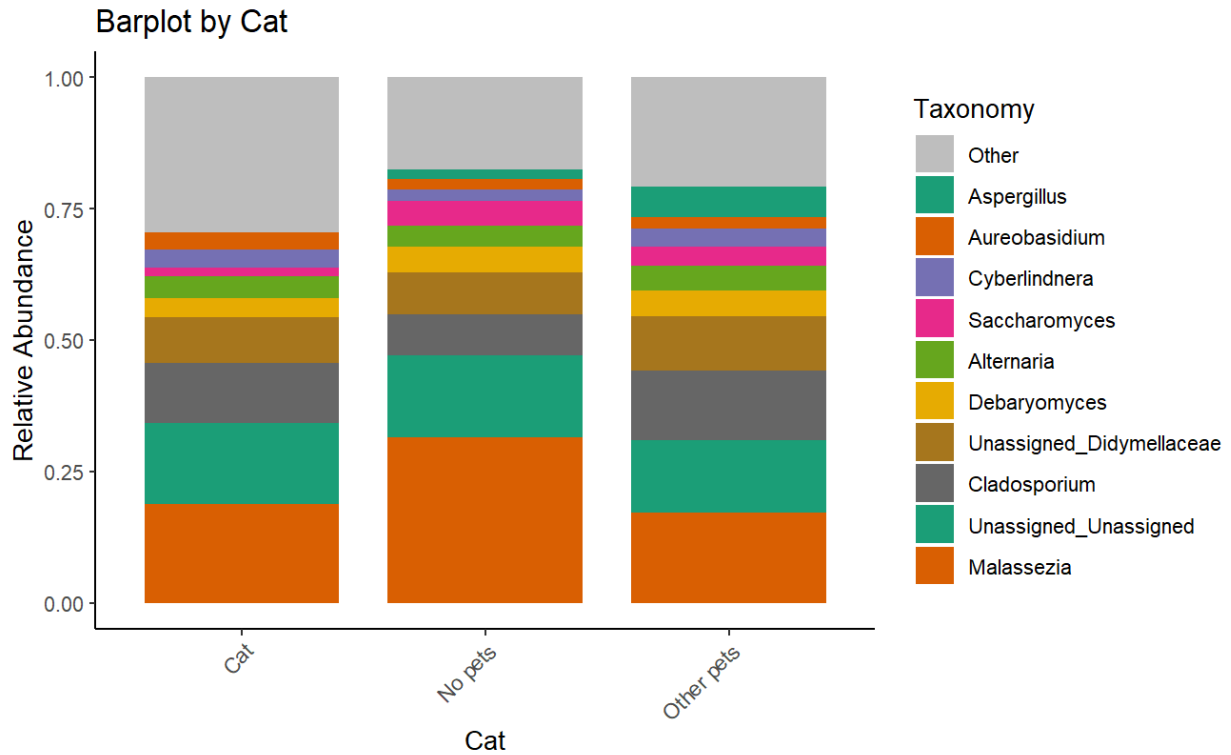 Barplot by Cat
Relative Abundance
1.00
0.75
0.50
0.25
0.00
Cat
No pets
Other pets
Cat
Taxonomy
Other
Aspergillus
Aureobasidium
Cyberlindnera
Saccharomyces
Alternaria
Debaryomyces
Unassigned_Didymellaceae
Cladosporium
Unassigned_Unassigned
Malassezia